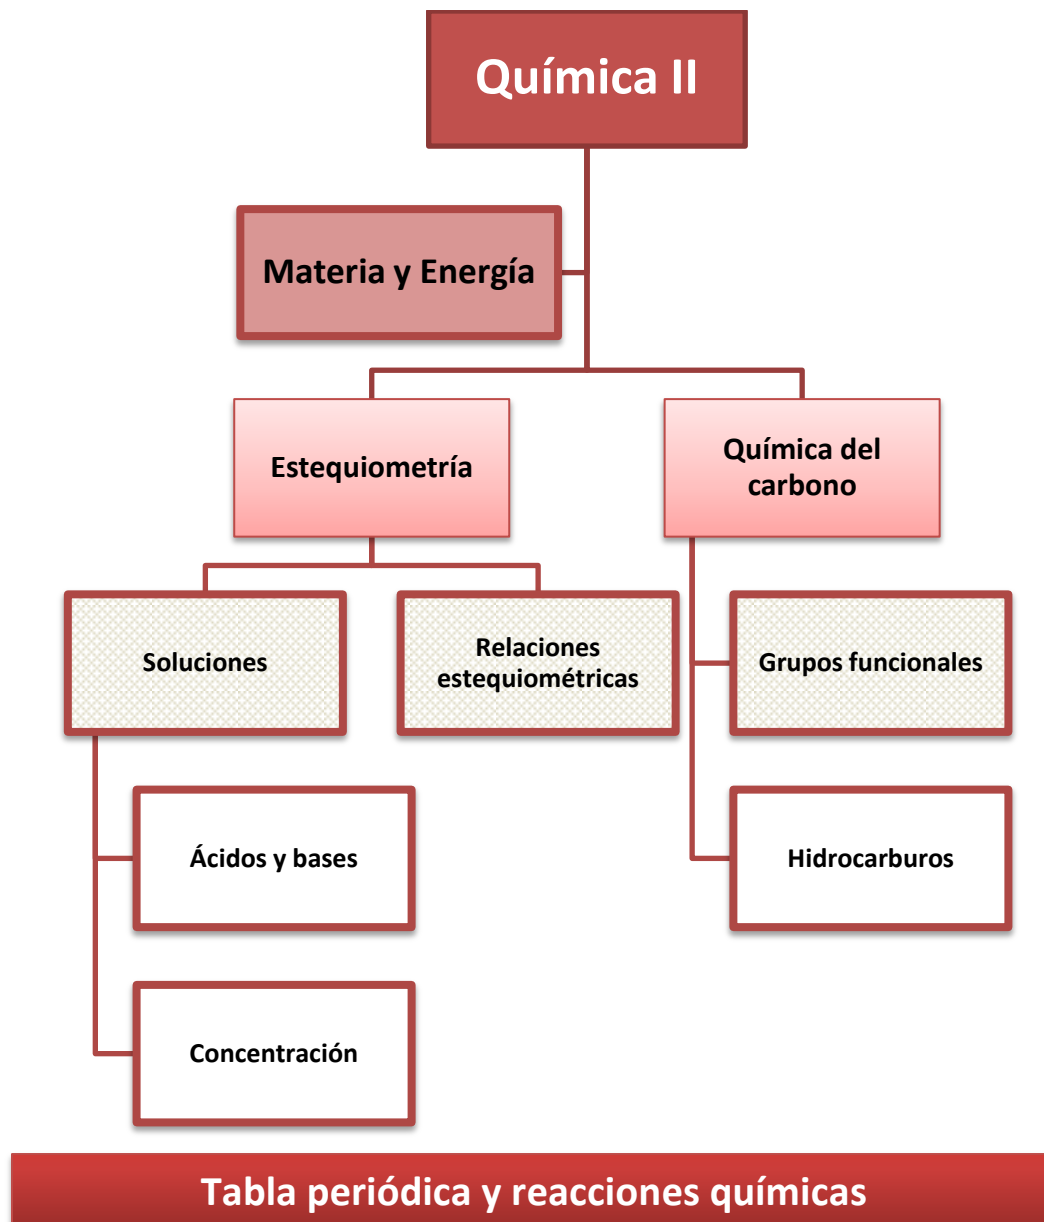 Química II
Materia y Energía
Estequiometría
Química del
carbono
Soluciones
Relaciones
estequiométricas
Grupos funcionales
Ácidos y bases
Hidrocarburos
Concentración
Tabla periódica y reacciones químicas